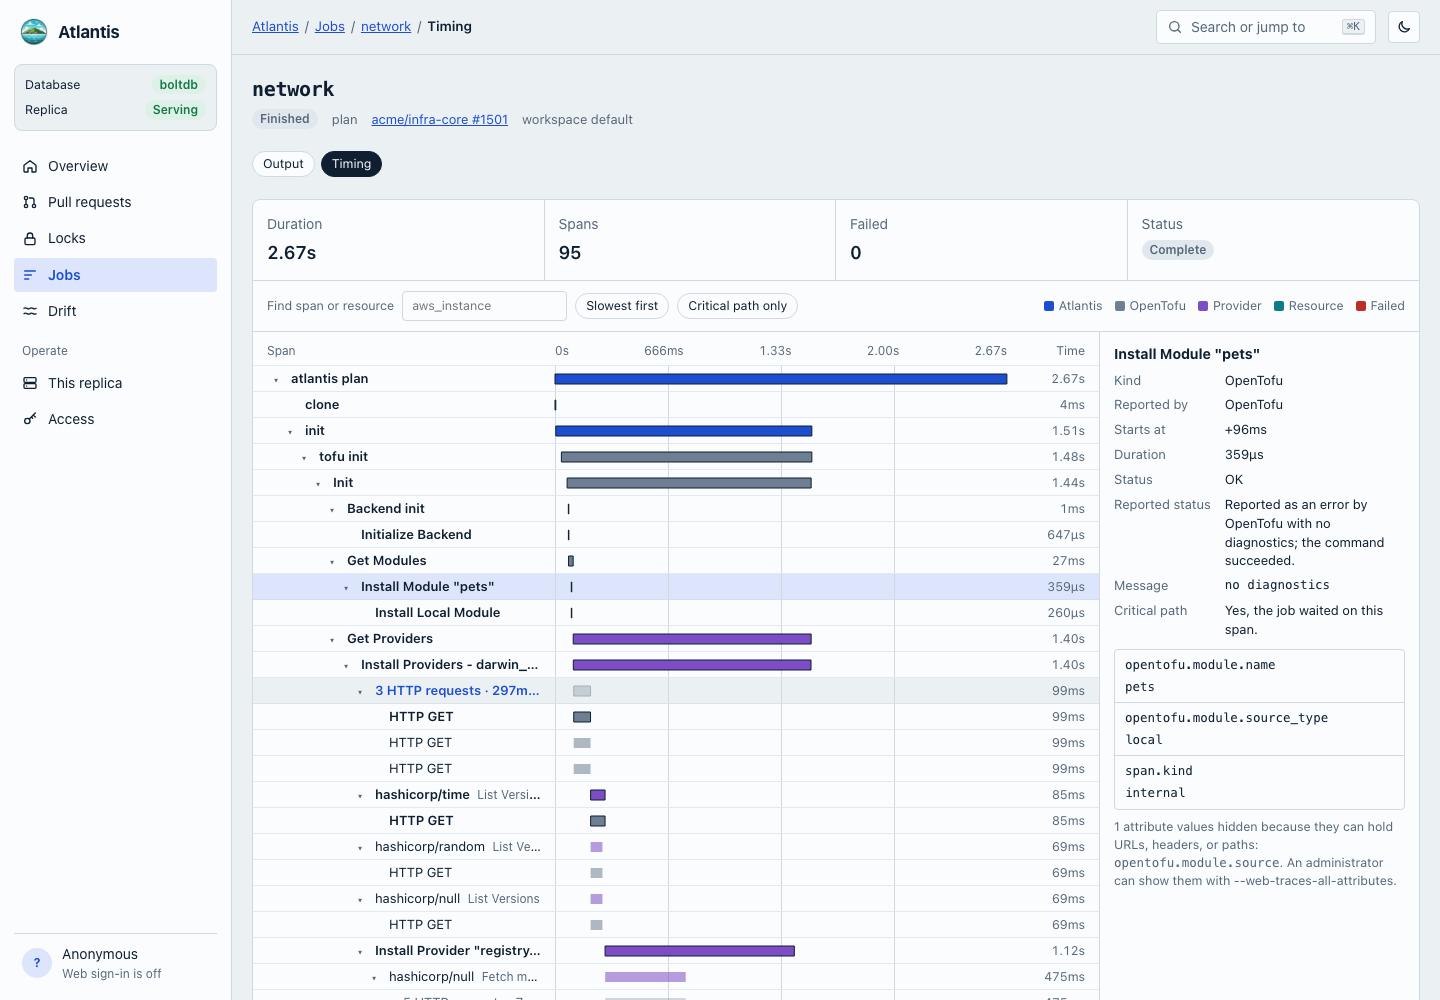 Atlantis
Database boltdb
Replica Serving
Overview
Pull requests
Locks
Jobs
Drift
Operate
This replica
Access
?
Anonymous
Web sign-in is off
Atlantis / Jobs / network / Timing
Search or jump to ⌘K
network
Finished plan acme/infra-core #1501 workspace default
Output Timing
Duration
2.67s
Spans
95
Failed
0
Status
Complete
Find span or resource aws_instance Slowest first Critical path only
Atlantis OpenTofu Provider Resource Failed
Span 0s 666ms 1.33s 2.00s 2.67s Time
atlantis plan 2.67s
clone 4ms
init 1.51s
tofu init 1.48s
Init 1.44s
Backend init 1ms
Initialize Backend 647µs
Get Modules 27ms
Install Module "pets" 359µs
Install Local Module 260µs
Get Providers 1.40s
Install Providers - darwin_... 1.40s
3 HTTP requests · 297m... 99ms
HTTP GET 99ms
HTTP GET 99ms
HTTP GET 99ms
hashicorp/time List Versi... 85ms
HTTP GET 85ms
hashicorp/random List Ve... 69ms
HTTP GET 69ms
hashicorp/null List Versions 69ms
HTTP GET 69ms
Install Provider "registry... 1.12s
hashicorp/null Fetch m... 475ms
Install Module "pets"
Kind OpenTofu
Reported by OpenTofu
Starts at +96ms
Duration 359µs
Status OK
Reported status Reported as an error by
OpenTofu with no
diagnostics; the command
succeeded.
Message no diagnostics
Critical path Yes, the job waited on this
span.
opentofu.module.name
pets
opentofu.module.source_type
local
span.kind
internal
1 attribute values hidden because they can hold
URLs, headers, or paths:
opentofu.module.source. An administrator
can show them with --web-traces-all-attributes.